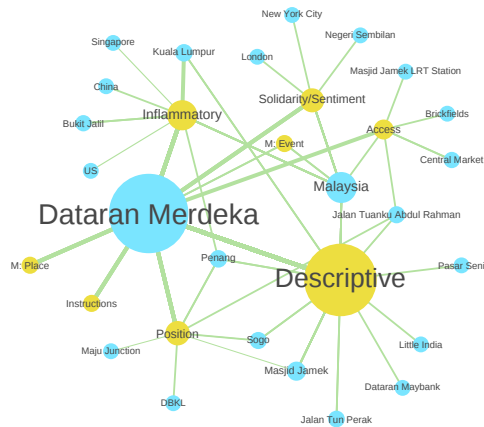 New York City
Negeri Sembilan
Singapore
Kuala Lumpur
London
Masjid Jamek LRT Station
China
Solidarity/Sentiment
Inflammatory
Brickfields
Bukit Jalil
Access
M: Event
Central Market
US
Malaysia
Dataran Merdeka
Jalan Tuanku Abdul Rahman
Penang
M: Place
Pasar Seni
Descriptive
Instructions
Position
Sogo
Little India
Maju Junction
Masjid Jamek
Dataran Maybank
DBKL
Jalan Tun Perak